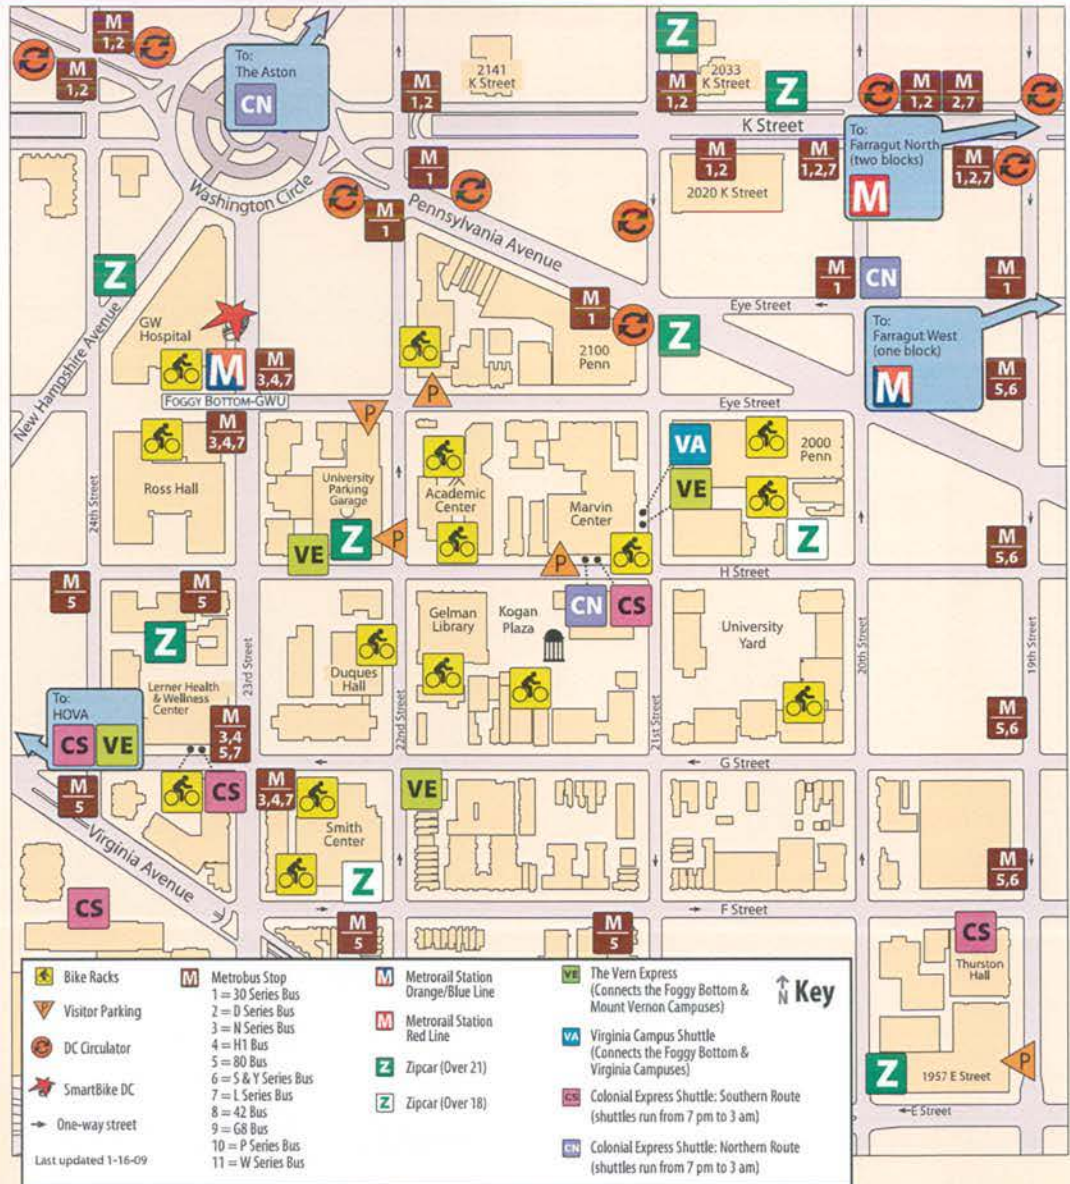 M
1,2
M
1,2
To:
The Aston
CN
M
1,2
2141
K Street
Z
M
1,2
2033
K Street
Z
M
1,2
M
2,7
K Street
To:
Farragut North
(two blocks)
M
M
1,2
M
1,2,7
M
1,2,7
2020 K Street
Washington Circle
M
1
M
1
Pennsylvania Avenue
Z
New Hampshire Avenue
GW
Hospital
M
M
3,4,7
FOGGY BOTTOM-GWU
M
1
2100
Penn
Z
M
1
CN
M
1
Eye Street
To:
Farragut West
(one block)
M
M
5,6
P
P
Eye Street
M
3,4,7
Ross Hall
24th Street
University
Parking
Garage
VE
Z
P
Academic
Center
Marvin
Center
P
VA
VE
2000
Penn
Z
M
5,6
H Street
M
5
M
5
Z
Lerner Health
& Wellness
Center
23rd Street
Duques
Hall
22nd Street
Gelman
Library
Kogan
Plaza
CN
CS
21st Street
University
Yard
20th Street
19th Street
To:
HOVA
CS
VE
M
3,4
5,7
M
5,6
G Street
M
5
CS
M
3,4,7
Smith
Center
Z
VE
Virginia Avenue
CS
M
5,6
F Street
M
5
M
5
CS
Thurston
Hall
Z
1957 E Street
P
E Street
Bike Racks
P
Visitor Parking
DC Circulator
SmartBike DC
One-way street
Last updated 1-16-09
M
Metrobus Stop
1 = 30 Series Bus
2 = D Series Bus
3 = N Series Bus
4 = H1 Bus
5 = 80 Bus
6 = S & Y Series Bus
7 = L Series Bus
8 = 42 Bus
9 = G8 Bus
10 = P Series Bus
11 = W Series Bus
M
Metrorail Station
Orange/Blue Line
M
Metrorail Station
Red Line
Z
Zipcar (Over 21)
Z
Zipcar (Over 18)
VE
The Vern Express
(Connects the Foggy Bottom &
Mount Vernon Campuses)
VA
Virginia Campus Shuttle
(Connects the Foggy Bottom &
Virginia Campuses)
CS
Colonial Express Shuttle: Southern Route
(shuttles run from 7 pm to 3 am)
CN
Colonial Express Shuttle: Northern Route
(shuttles run from 7 pm to 3 am)
N
Key